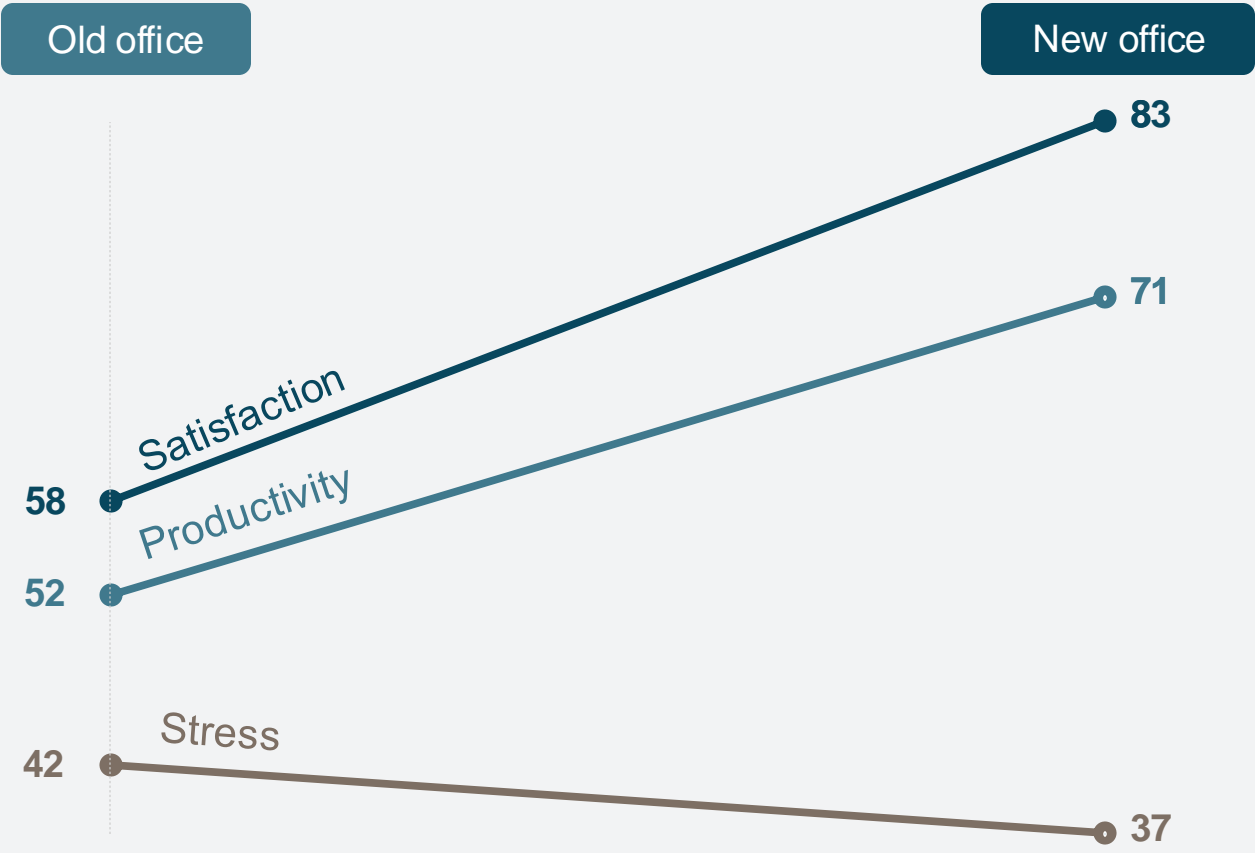 Old office
New office
83
71
Satisfaction
58
Productivity
52
Stress
42
37